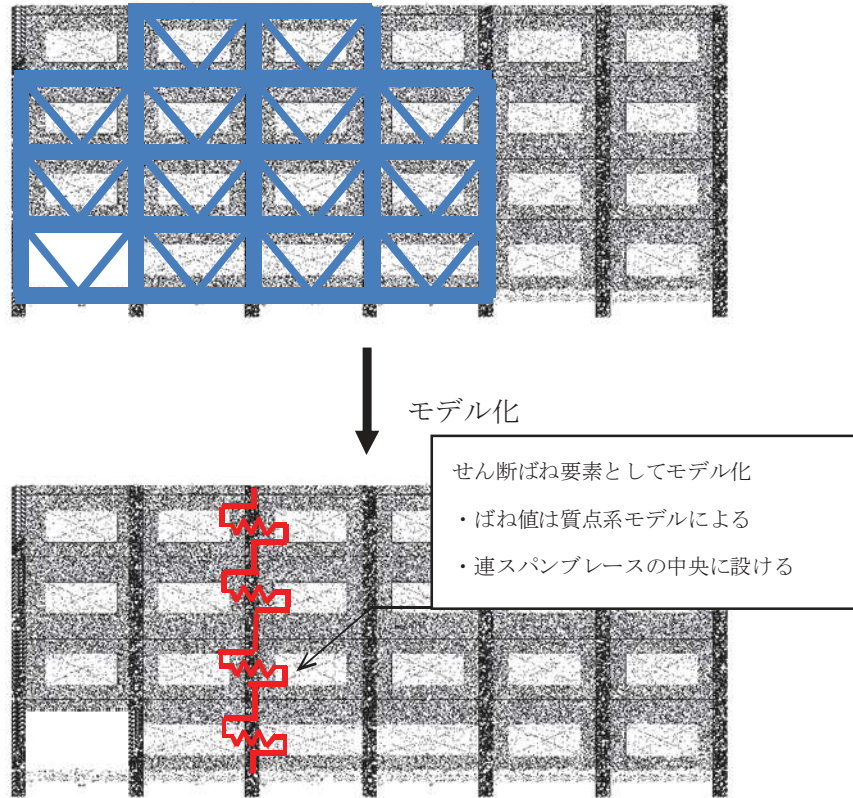 モデル化
せん断ばね要素としてモデル化
・ばね値は質点系モデルによる
・連スパンブレースの中央に設ける